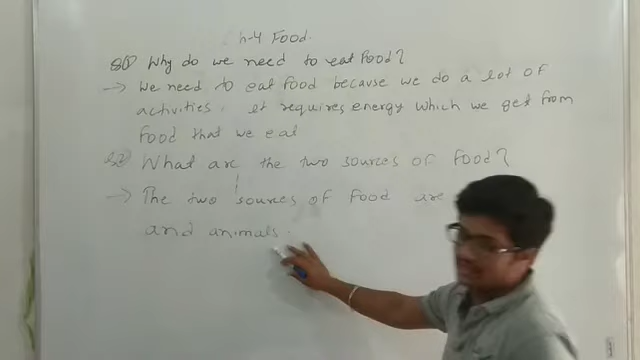 h-4 Food.
Q1 Why do we need to eat food?
→ We need to eat food because we do a lot of
activities. It requires energy which we get from
food that we eat
Q2 What are the two sources of food?
→ The two sources of food are
and animals.